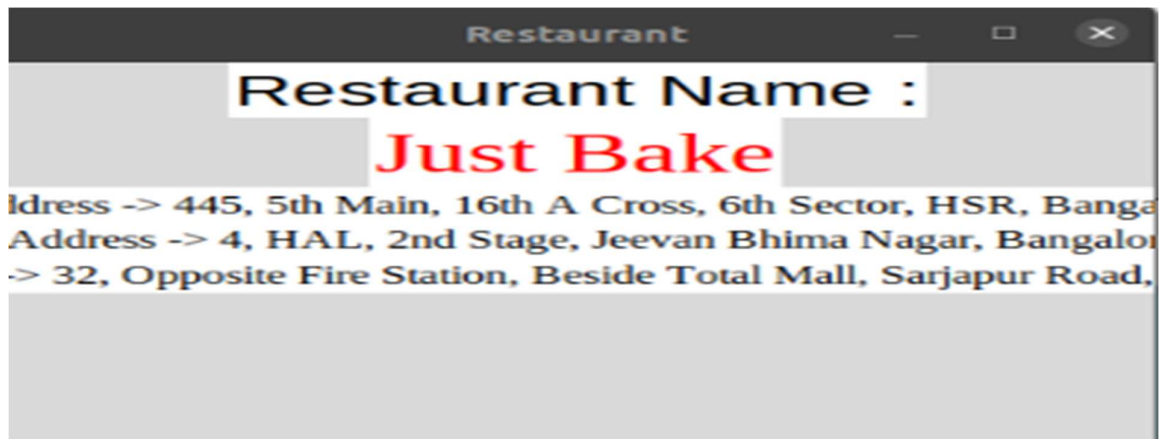 Restaurant
Restaurant Name :
Just Bake
ldress -> 445, 5th Main, 16th A Cross, 6th Sector, HSR, Banga
Address -> 4, HAL, 2nd Stage, Jeevan Bhima Nagar, Bangalo
-> 32, Opposite Fire Station, Beside Total Mall, Sarjapur Road,